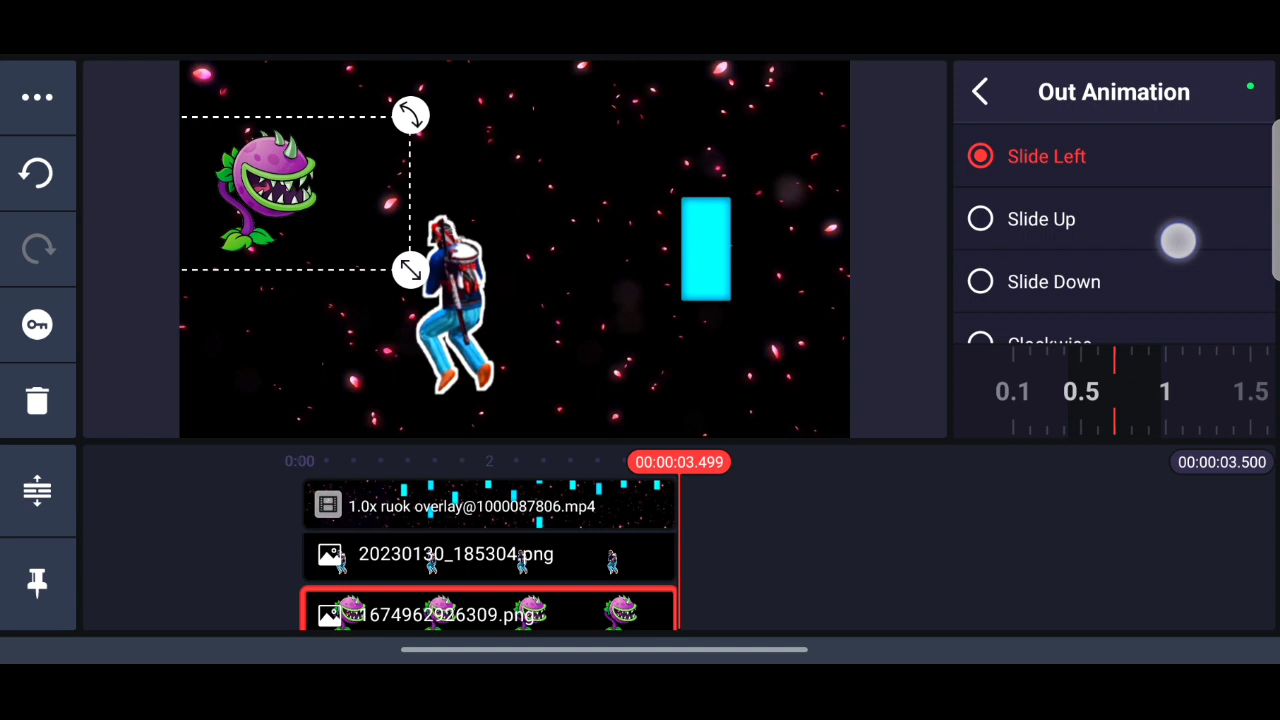 Out Animation
Slide Left
Slide Up
Slide Down
Clockwise
0.1 0.5 1 1.5
0:00 2 00:00:03.499 00:00:03.500
1.0x ruok overlay@1000087806.mp4
20230130_185304.png
1674962926309.png